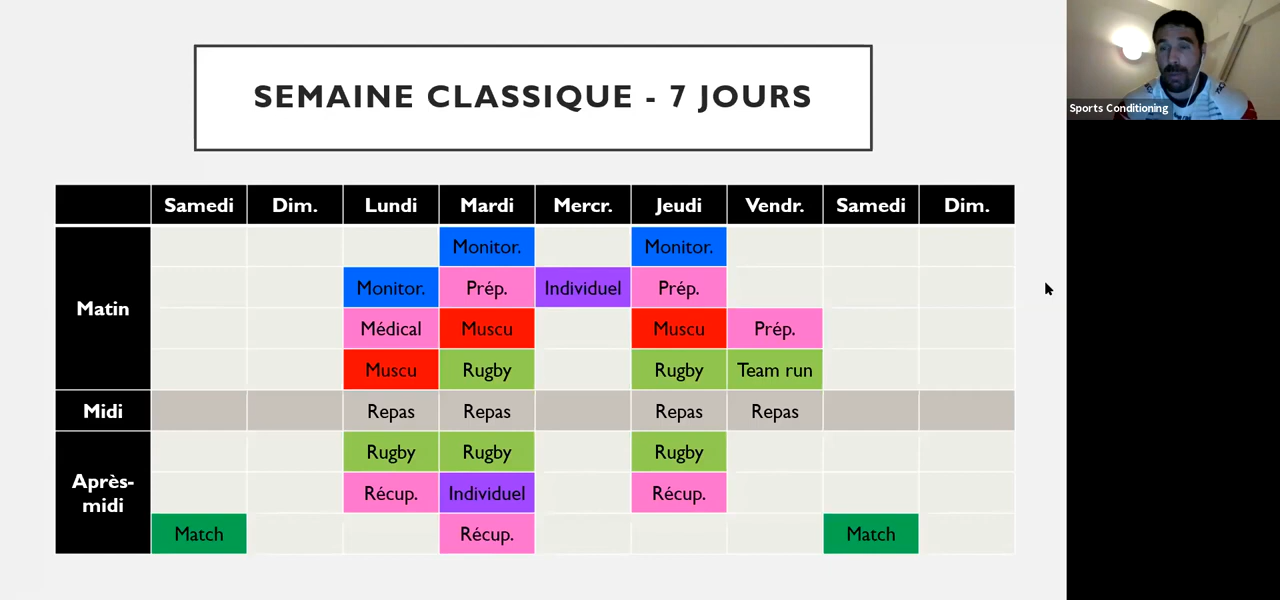 SEMAINE CLASSIQUE - 7 JOURS
Sports Conditioning
Samedi Dim. Lundi Mardi Mercr. Jeudi Vendr. Samedi Dim.
Matin
Monitor. Monitor.
Monitor. Prép. Individuel Prép.
Médical Muscu Muscu Prép.
Muscu Rugby Rugby Team run
Midi Repas Repas Repas Repas
Après-
midi
Rugby Rugby Rugby
Récup. Individuel Récup.
Match Récup. Match